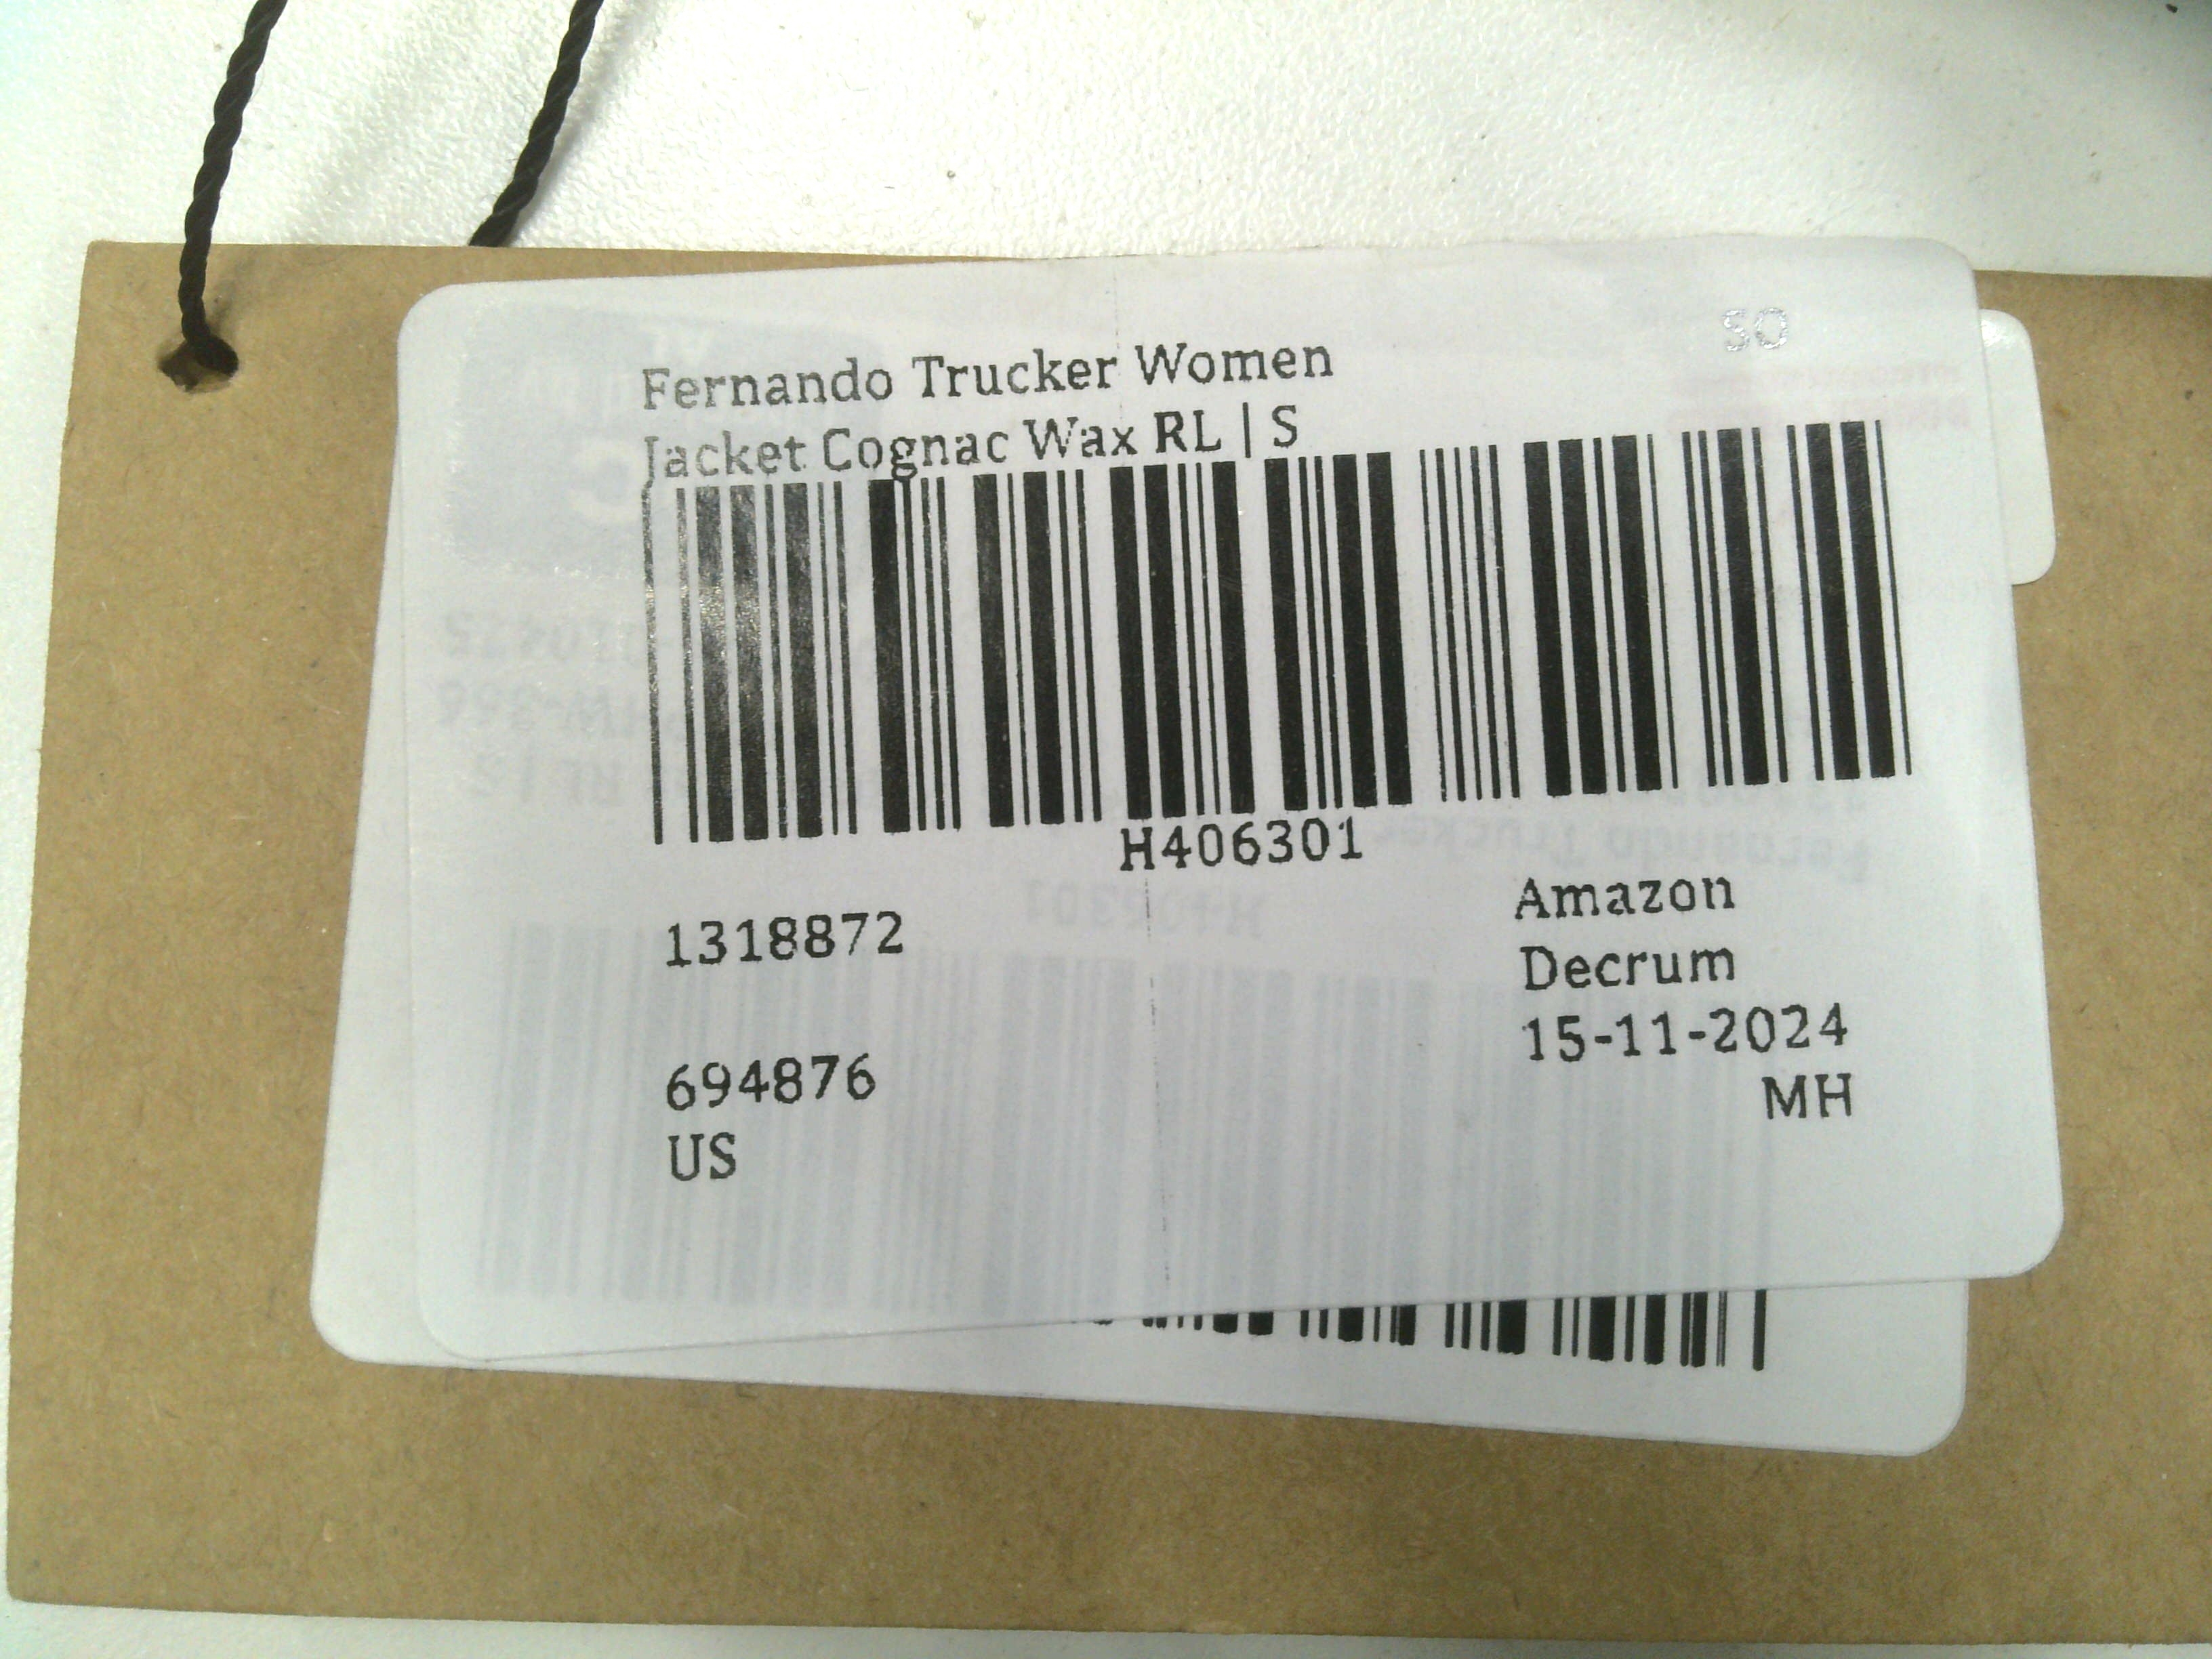 SO
Fernando Trucker Women
Jacket Cognac Wax RL | S
H406301
1318872
694876
US
Amazon
Decrum
15-11-2024
MH